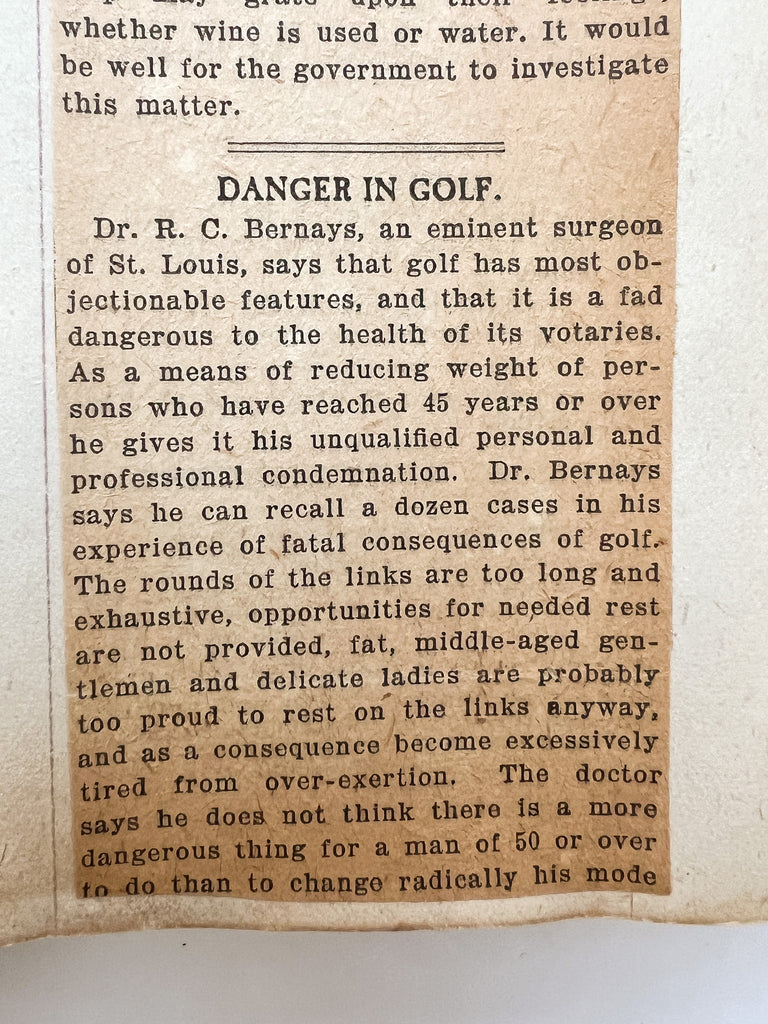 may grate upon their
whether wine is used or water. It would
be well for the government to investigate
this matter.
DANGER IN GOLF.
Dr. R. C. Bernays, an eminent surgeon
of St. Louis, says that golf has most ob-
jectionable features, and that it is a fad
dangerous to the health of its votaries.
As a means of reducing weight of per-
sons who have reached 45 years or over
he gives it his unqualified personal and
professional condemnation. Dr. Bernays
says he can recall a dozen cases in his
experience of fatal consequences of golf.
The rounds of the links are too long and
exhaustive, opportunities for needed rest
are not provided, fat, middle-aged gen-
tlemen and delicate ladies are probably
too proud to rest on the links anyway,
and as a consequence become excessively
tired from over-exertion. The doctor
says he does not think there is a more
dangerous thing for a man of 50 or over
to do than to change radically his mode